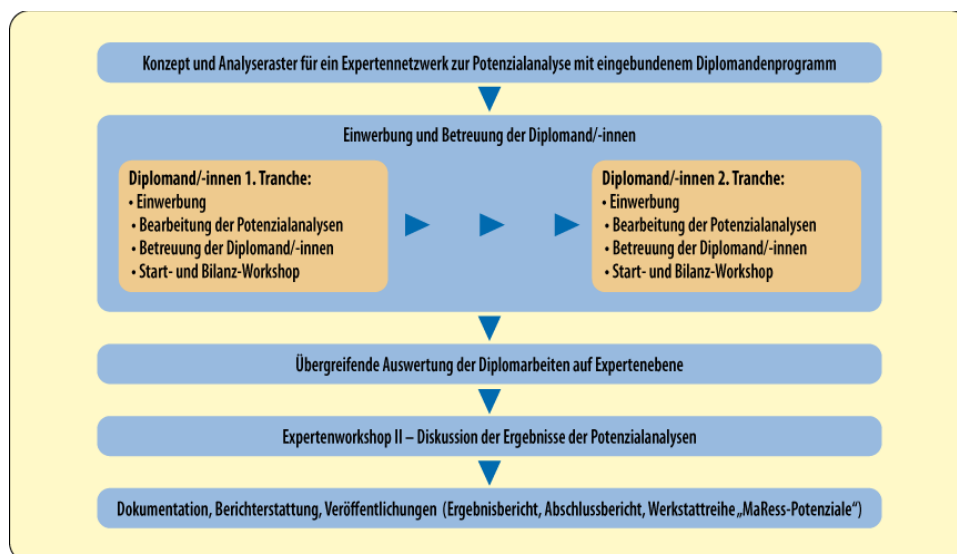 Konzept und Analyseraster für ein Expertennetzwerk zur Potenzialanalyse mit eingebundenem Diplomandenprogramm
Einwerbung und Betreuung der Diplomand/-innen
Diplomand/-innen 1. Tranche:
• Einwerbung
• Bearbeitung der Potenzialanalysen
• Betreuung der Diplomand/-innen
• Start- und Bilanz-Workshop
Diplomand/-innen 2. Tranche:
• Einwerbung
• Bearbeitung der Potenzialanalysen
• Betreuung der Diplomand/-innen
• Start- und Bilanz-Workshop
Übergreifende Auswertung der Diplomarbeiten auf Expertenebene
Expertenworkshop II – Diskussion der Ergebnisse der Potenzialanalysen
Dokumentation, Berichterstattung, Veröffentlichungen (Ergebnisbericht, Abschlussbericht, Werkstattreihe „MaRess-Potenziale“)